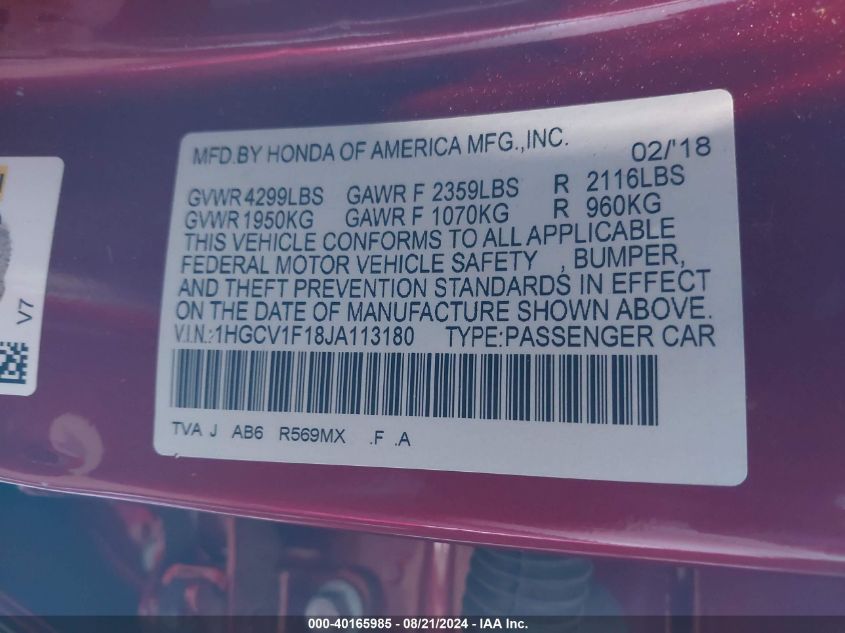 MFD.BY HONDA OF AMERICA MFG.,INC. 02/'18
GVWR 4299LBS GAWR F 2359LBS R 2116LBS
GVWR 1950KG GAWR F 1070KG R 960KG
THIS VEHICLE CONFORMS TO ALL APPLICABLE
FEDERAL MOTOR VEHICLE SAFETY , BUMPER,
AND THEFT PREVENTION STANDARDS IN EFFECT
ON THE DATE OF MANUFACTURE SHOWN ABOVE.
V.I.N.:1HGCV1F18JA113180 TYPE:PASSENGER CAR
TVA J AB6 R569MX .F .A
V7
000-40165985 - 08/21/2024 - IAA Inc.